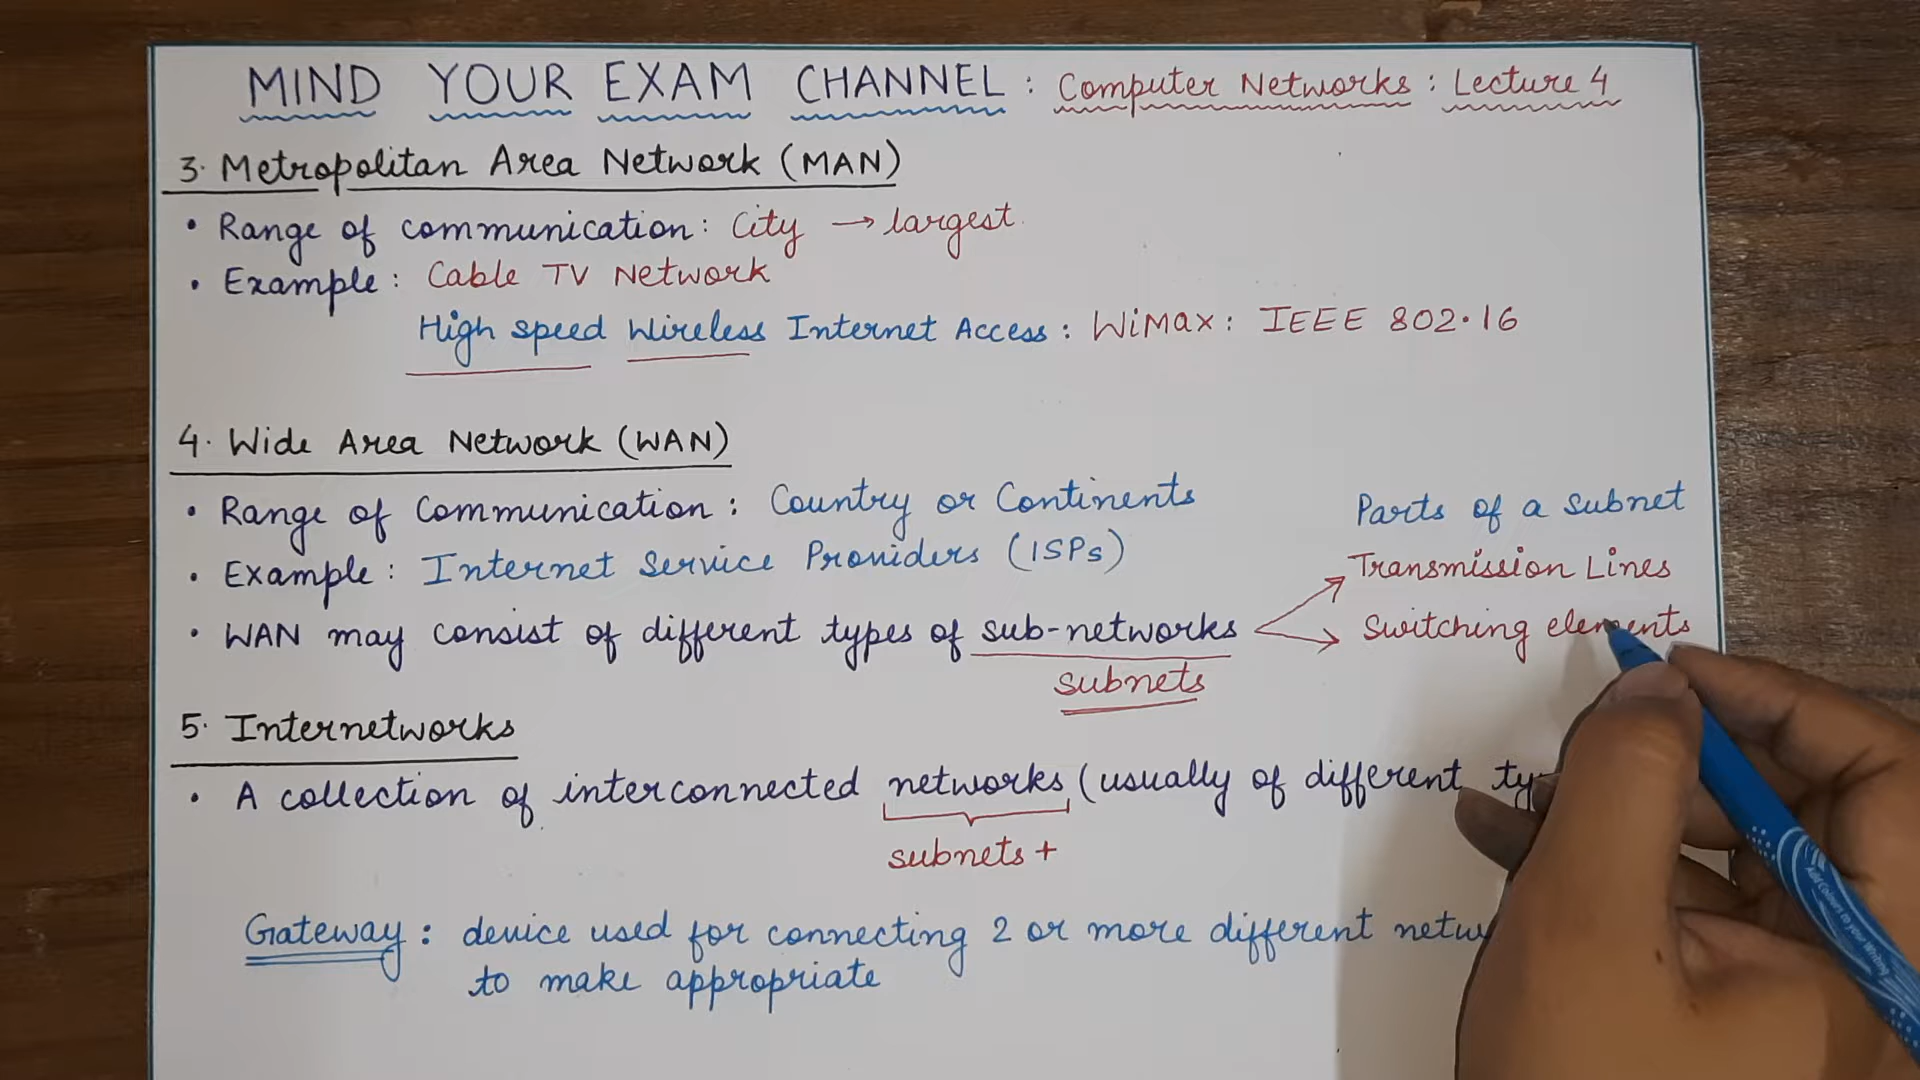 MIND YOUR EXAM CHANNEL : Computer Networks : Lecture 4
3. Metropolitan Area Network (MAN)
• Range of communication : City → largest
• Example : Cable TV Network
High speed Wireless Internet Access : WiMax : IEEE 802.16
4. Wide Area Network (WAN)
• Range of Communication : Country or Continents
• Example : Internet Service Providers (ISPs)
• WAN may consist of different types of sub-networks
subnets
Parts of a subnet
Transmission Lines
Switching elements
5. Internetworks
• A collection of interconnected networks (usually of different
subnets +
Gateway : device used for connecting 2 or more different
to make appropriate